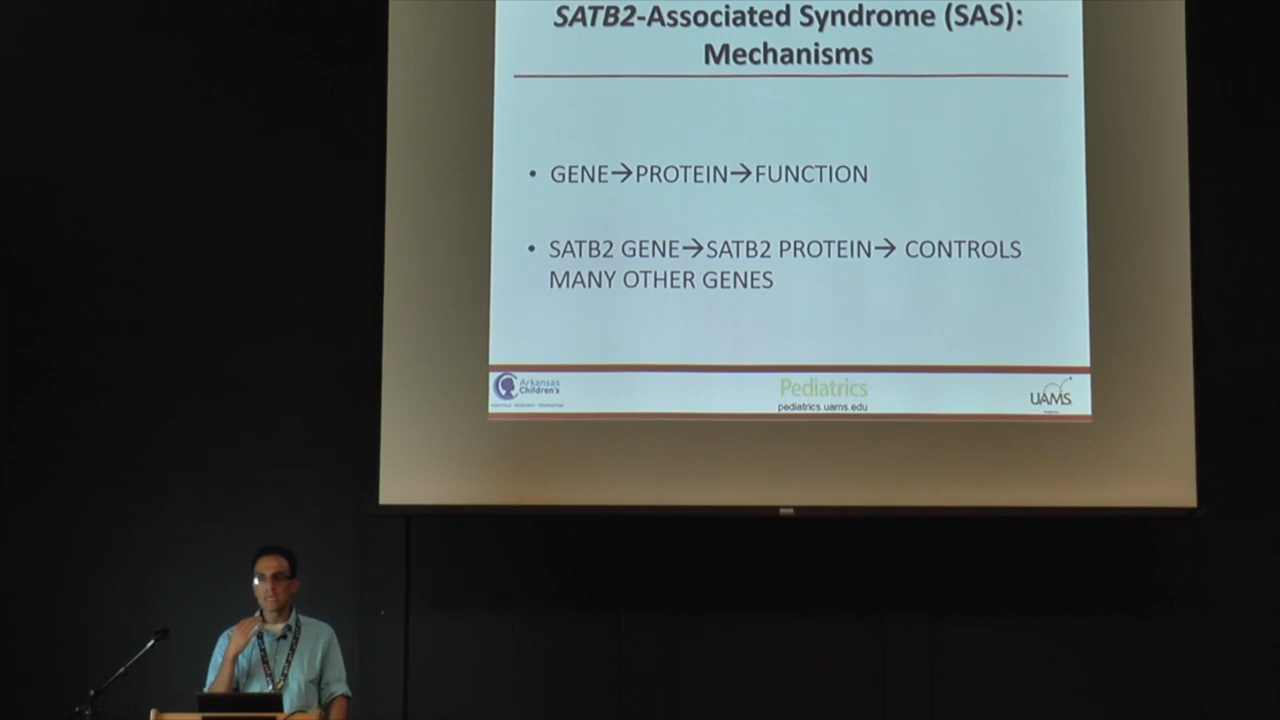 SATB2-Associated Syndrome (SAS):
Mechanisms
• GENE→PROTEIN→FUNCTION
• SATB2 GENE→SATB2 PROTEIN→ CONTROLS
MANY OTHER GENES
Arkansas
Children's
Pediatrics
pediatrics.uams.edu
UAMS